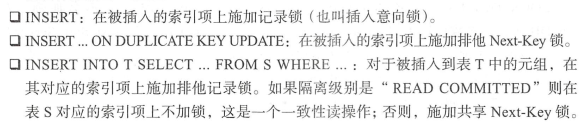 ❑ INSERT：在被插入的索引项上施加记录锁（也叫插入意向锁）。
❑ INSERT ... ON DUPLICATE KEY UPDATE：在被插入的索引项上施加排他 Next-Key 锁。
❑ INSERT INTO T SELECT ... FROM S WHERE ... ：对于被插入到表 T 中的元组，在
其对应的索引项上施加排他记录锁。如果隔离级别是 “READ COMMITTED” 则在
表 S 对应的索引项上不加锁，这是一个一致性读操作；否则，施加共享 Next-Key 锁。